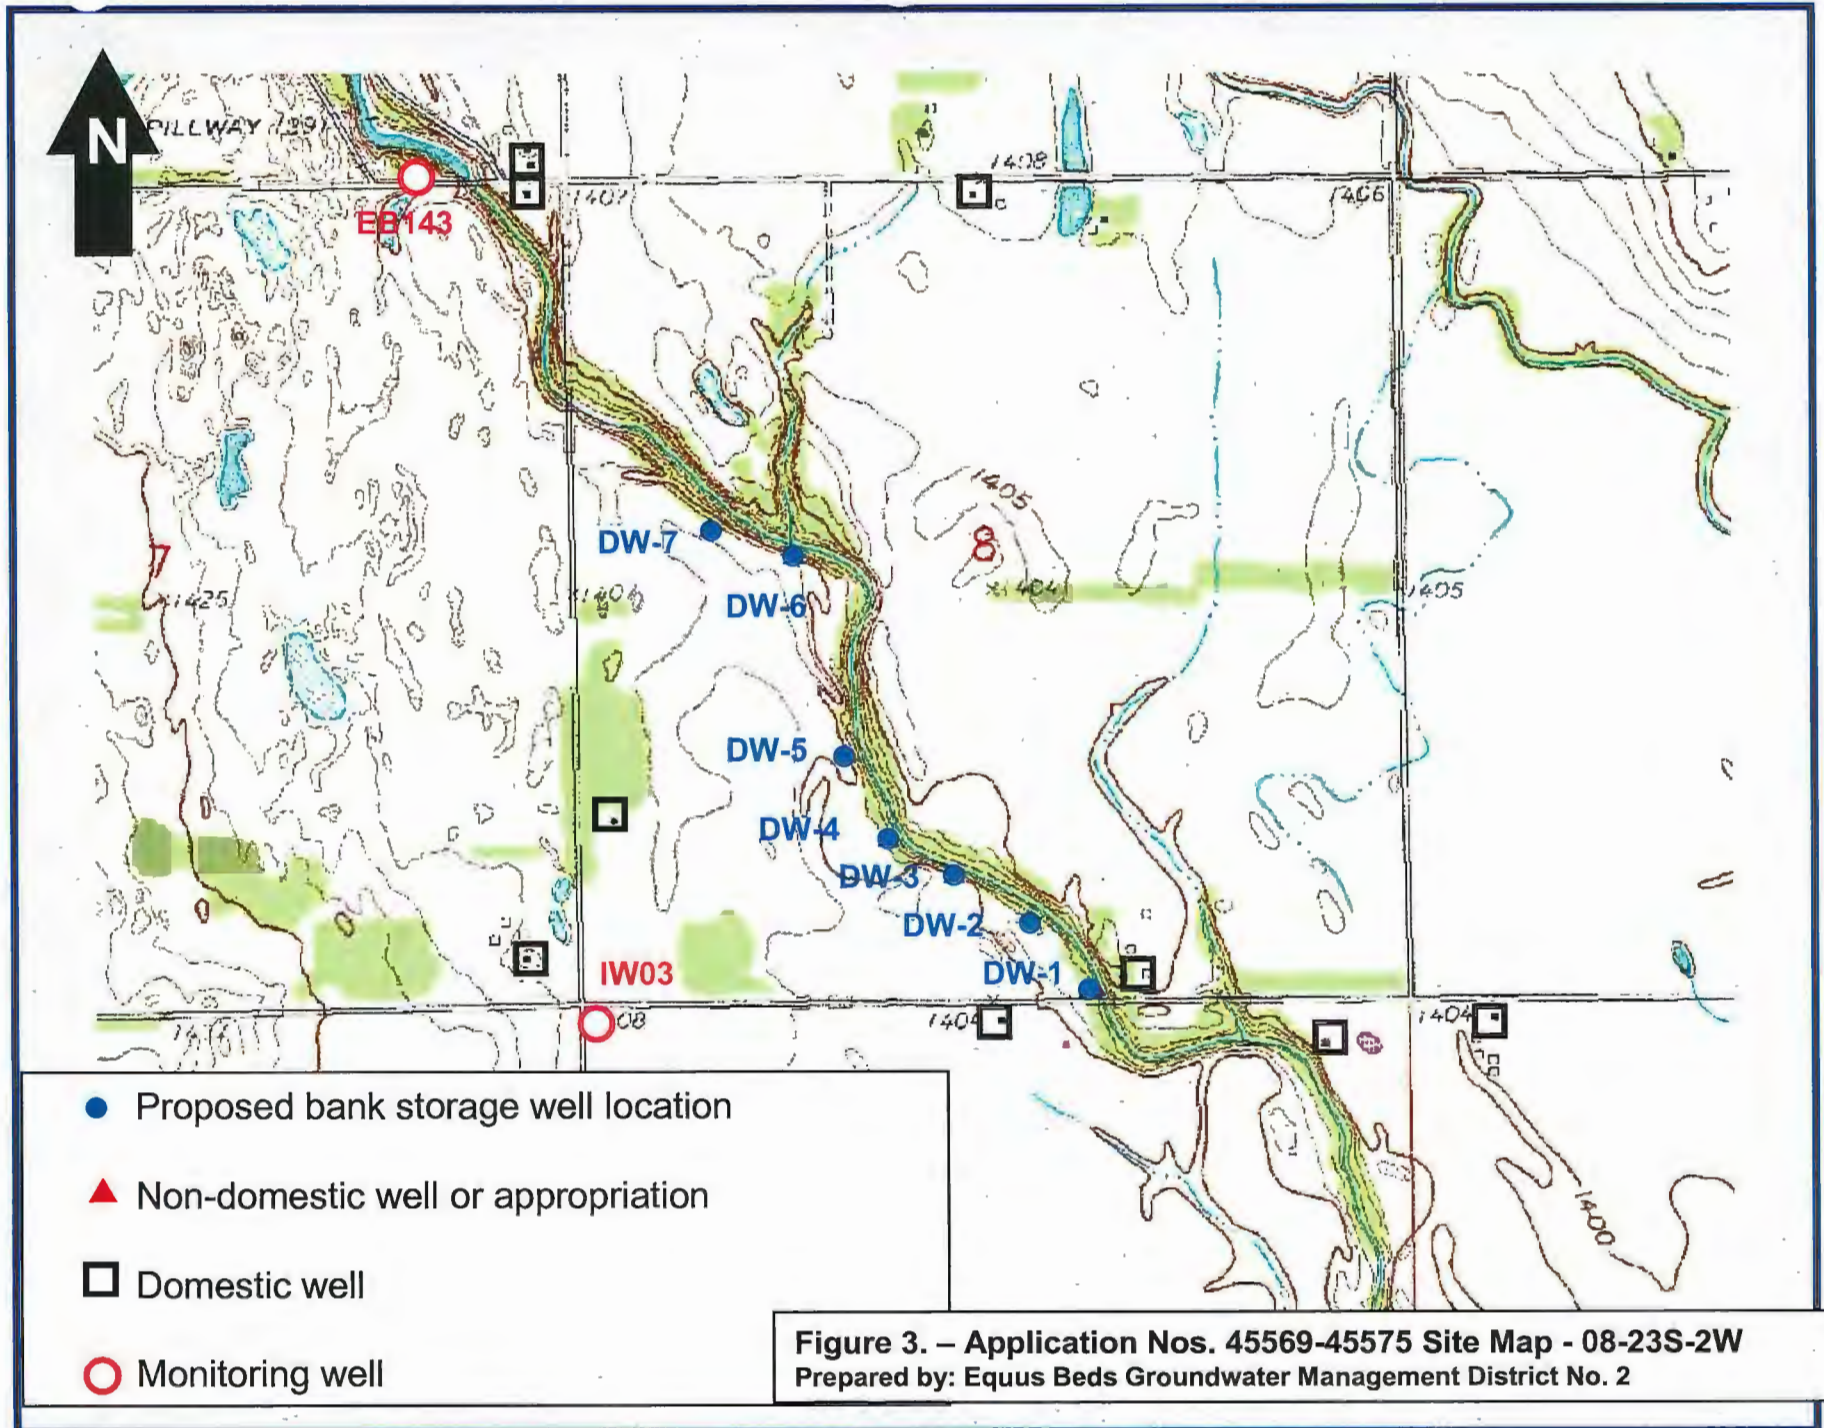 N
EB143
1407
1408
1406
1405
8
7
1425
1404
1405
DW-7
DW-6
DW-5
DW-4
DW-3
DW-2
DW-1
IW03
08
1404
1404
1400
Proposed bank storage well location
Non-domestic well or appropriation
Domestic well
Monitoring well
Figure 3. – Application Nos. 45569-45575 Site Map - 08-23S-2W
Prepared by: Equus Beds Groundwater Management District No. 2